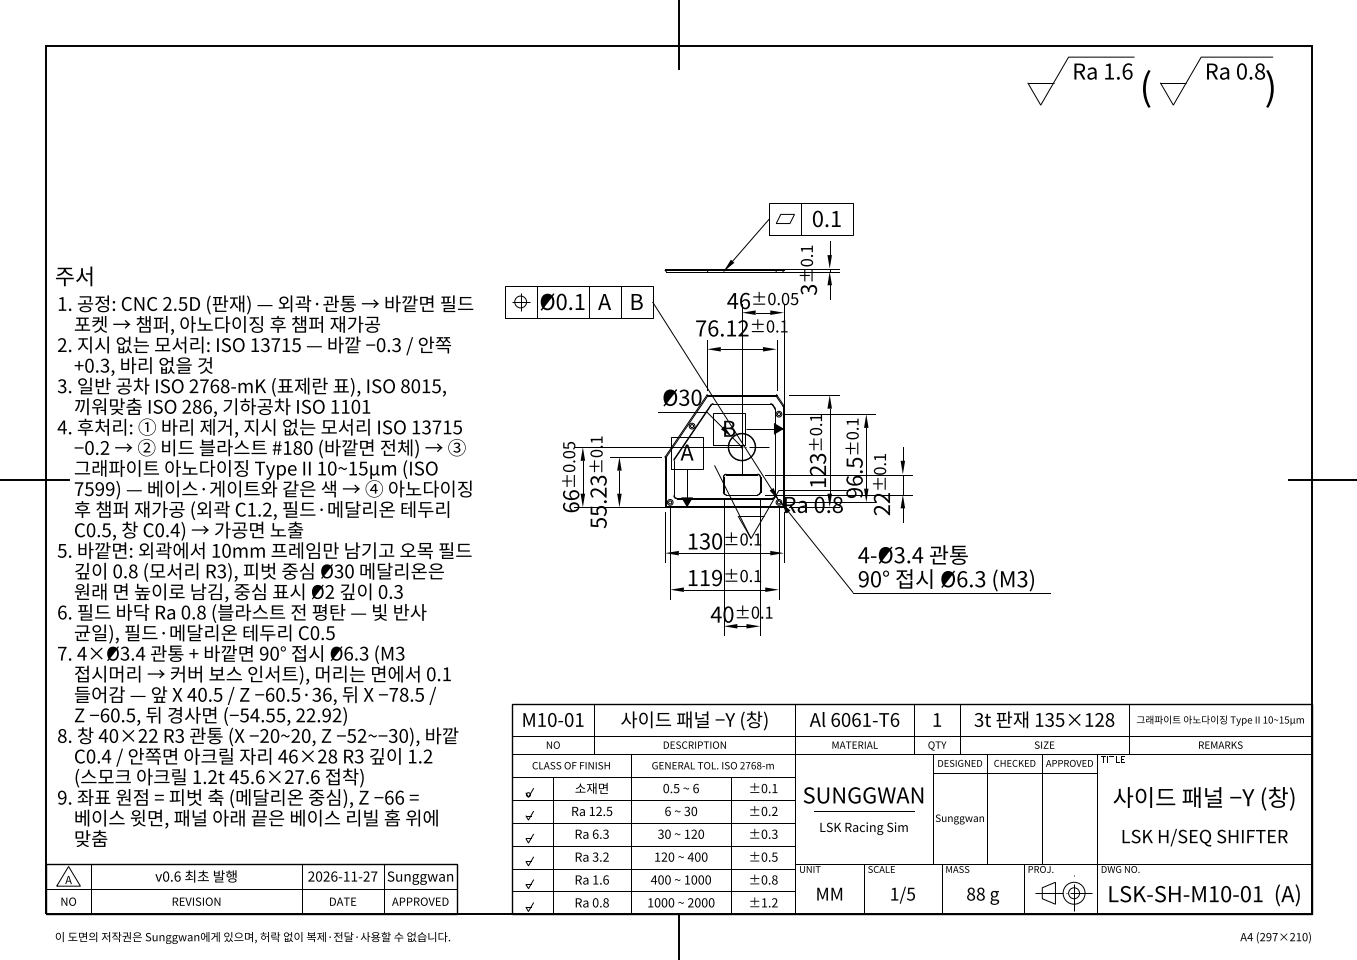 Ra 1.6 ( Ra 0.8 )
0.1
3±0.1
Ø0.1 A B
46±0.05
76.12±0.1
Ø30
B
A
66±0.05
55.23±0.1
123±0.1
96.5±0.1
22±0.1
Ra 0.8
130±0.1
119±0.1
40±0.1
4-Ø3.4 관통
90° 접시 Ø6.3 (M3)
주서
1. 공정: CNC 2.5D (판재) — 외곽·관통 → 바깥면 필드
포켓 → 챔퍼, 아노다이징 후 챔퍼 재가공
2. 지시 없는 모서리: ISO 13715 — 바깥 −0.3 / 안쪽
+0.3, 바리 없을 것
3. 일반 공차 ISO 2768-mK (표제란 표), ISO 8015,
끼워맞춤 ISO 286, 기하공차 ISO 1101
4. 후처리: ① 바리 제거, 지시 없는 모서리 ISO 13715
−0.2 → ② 비드 블라스트 #180 (바깥면 전체) → ③
그래파이트 아노다이징 Type II 10~15μm (ISO
7599) — 베이스·게이트와 같은 색 → ④ 아노다이징
후 챔퍼 재가공 (외곽 C1.2, 필드·메달리온 테두리
C0.5, 창 C0.4) → 가공면 노출
5. 바깥면: 외곽에서 10mm 프레임만 남기고 오목 필드
깊이 0.8 (모서리 R3), 피벗 중심 Ø30 메달리온은
원래 면 높이로 남김, 중심 표시 Ø2 깊이 0.3
6. 필드 바닥 Ra 0.8 (블라스트 전 평탄 — 빛 반사
균일), 필드·메달리온 테두리 C0.5
7. 4×Ø3.4 관통 + 바깥면 90° 접시 Ø6.3 (M3
접시머리 → 커버 보스 인서트), 머리는 면에서 0.1
들어감 — 앞 X 40.5 / Z −60.5·36, 뒤 X −78.5 /
Z −60.5, 뒤 경사면 (−54.55, 22.92)
8. 창 40×22 R3 관통 (X −20~20, Z −52~−30), 바깥
C0.4 / 안쪽면 아크릴 자리 46×28 R3 깊이 1.2
(스모크 아크릴 1.2t 45.6×27.6 접착)
9. 좌표 원점 = 피벗 축 (메달리온 중심), Z −66 =
베이스 윗면, 패널 아래 끝은 베이스 리빌 홈 위에
맞춤
A v0.6 최초 발행 2026-11-27 Sunggwan
NO REVISION DATE APPROVED
M10-01 사이드 패널 −Y (창) Al 6061-T6 1 3t 판재 135×128 그래파이트 아노다이징 Type II 10~15μm
NO DESCRIPTION MATERIAL QTY SIZE REMARKS
CLASS OF FINISH GENERAL TOL. ISO 2768-m
소재면 0.5 ~ 6 ±0.1
Ra 12.5 6 ~ 30 ±0.2
Ra 6.3 30 ~ 120 ±0.3
Ra 3.2 120 ~ 400 ±0.5
Ra 1.6 400 ~ 1000 ±0.8
Ra 0.8 1000 ~ 2000 ±1.2
SUNGGWAN
LSK Racing Sim
DESIGNED CHECKED APPROVED
Sunggwan
TITLE
사이드 패널 −Y (창)
LSK H/SEQ SHIFTER
UNIT SCALE MASS PROJ. DWG NO.
MM 1/5 88 g LSK-SH-M10-01 (A)
이 도면의 저작권은 Sunggwan에게 있으며, 허락 없이 복제·전달·사용할 수 없습니다.
A4 (297×210)